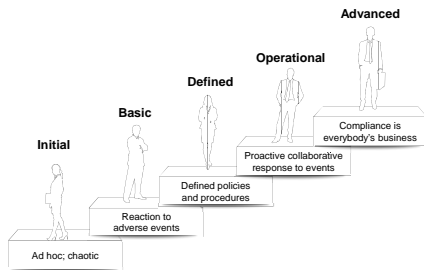 Advanced
Operational
Defined
Basic
Initial
Compliance is
everybody's business
Proactive collaborative
response to events
Defined policies
and procedures
Reaction to
adverse events
Ad hoc; chaotic